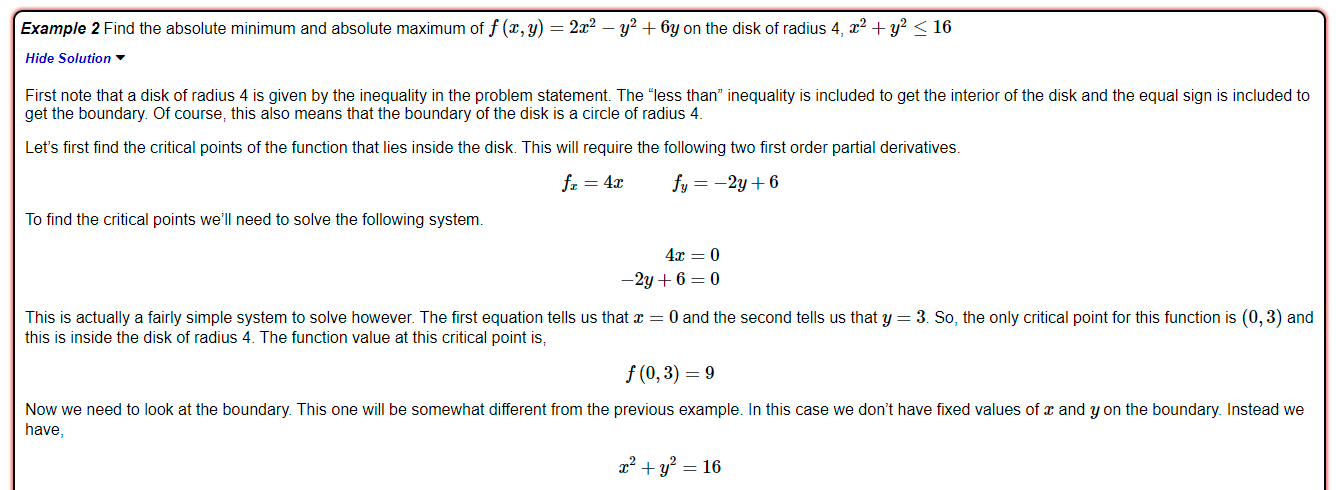 Example 2 Find the absolute minimum and absolute maximum of f (x, y) = 2x² − y² + 6y on the disk of radius 4, x² + y² ≤ 16
Hide Solution ▼
First note that a disk of radius 4 is given by the inequality in the problem statement. The “less than” inequality is included to get the interior of the disk and the equal sign is included to
get the boundary. Of course, this also means that the boundary of the disk is a circle of radius 4.
Let’s first find the critical points of the function that lies inside the disk. This will require the following two first order partial derivatives.
fₓ = 4x f_y = −2y + 6
To find the critical points we’ll need to solve the following system.
4x = 0
−2y + 6 = 0
This is actually a fairly simple system to solve however. The first equation tells us that x = 0 and the second tells us that y = 3. So, the only critical point for this function is (0, 3) and
this is inside the disk of radius 4. The function value at this critical point is,
f (0, 3) = 9
Now we need to look at the boundary. This one will be somewhat different from the previous example. In this case we don’t have fixed values of x and y on the boundary. Instead we
have,
x² + y² = 16